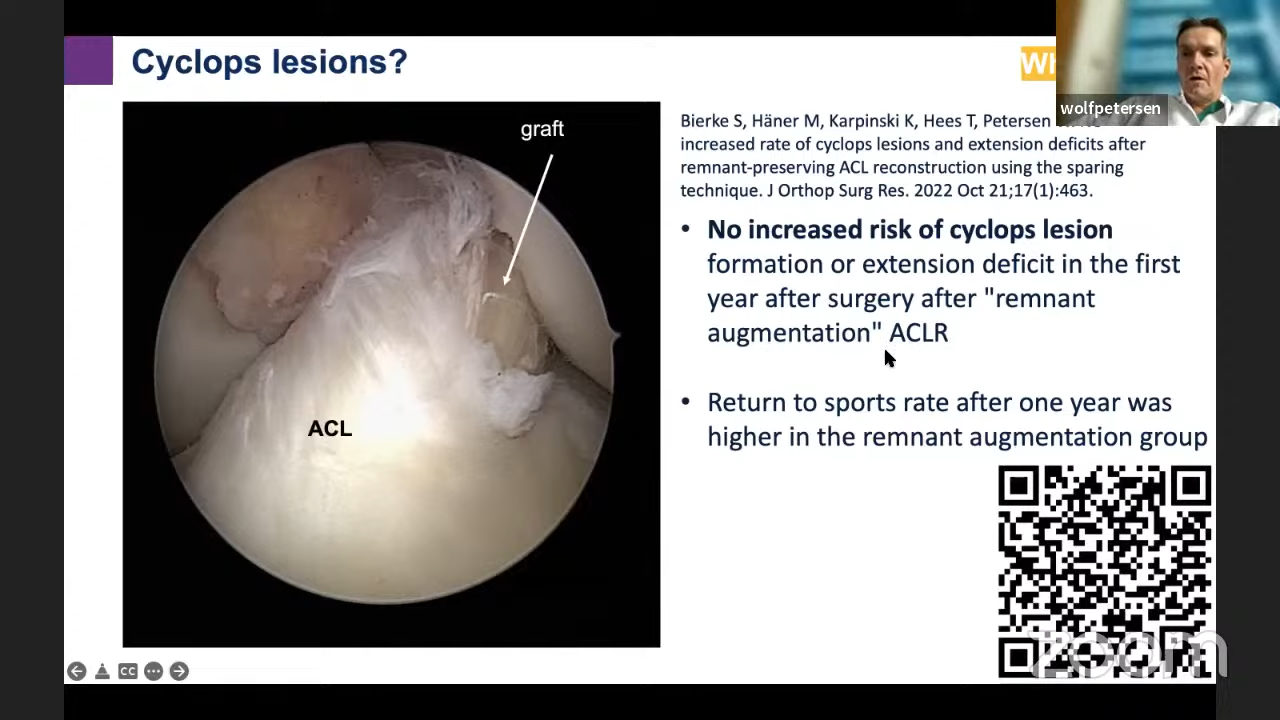 Cyclops lesions?
Wh
wolfpetersen
graft
ACL
Bierke S, Häner M, Karpinski K, Hees T, Petersen
increased rate of cyclops lesions and extension deficits after
remnant-preserving ACL reconstruction using the sparing
technique. J Orthop Surg Res. 2022 Oct 21;17(1):463.
• No increased risk of cyclops lesion
formation or extension deficit in the first
year after surgery after "remnant
augmentation" ACLR
• Return to sports rate after one year was
higher in the remnant augmentation group
CC
zoom